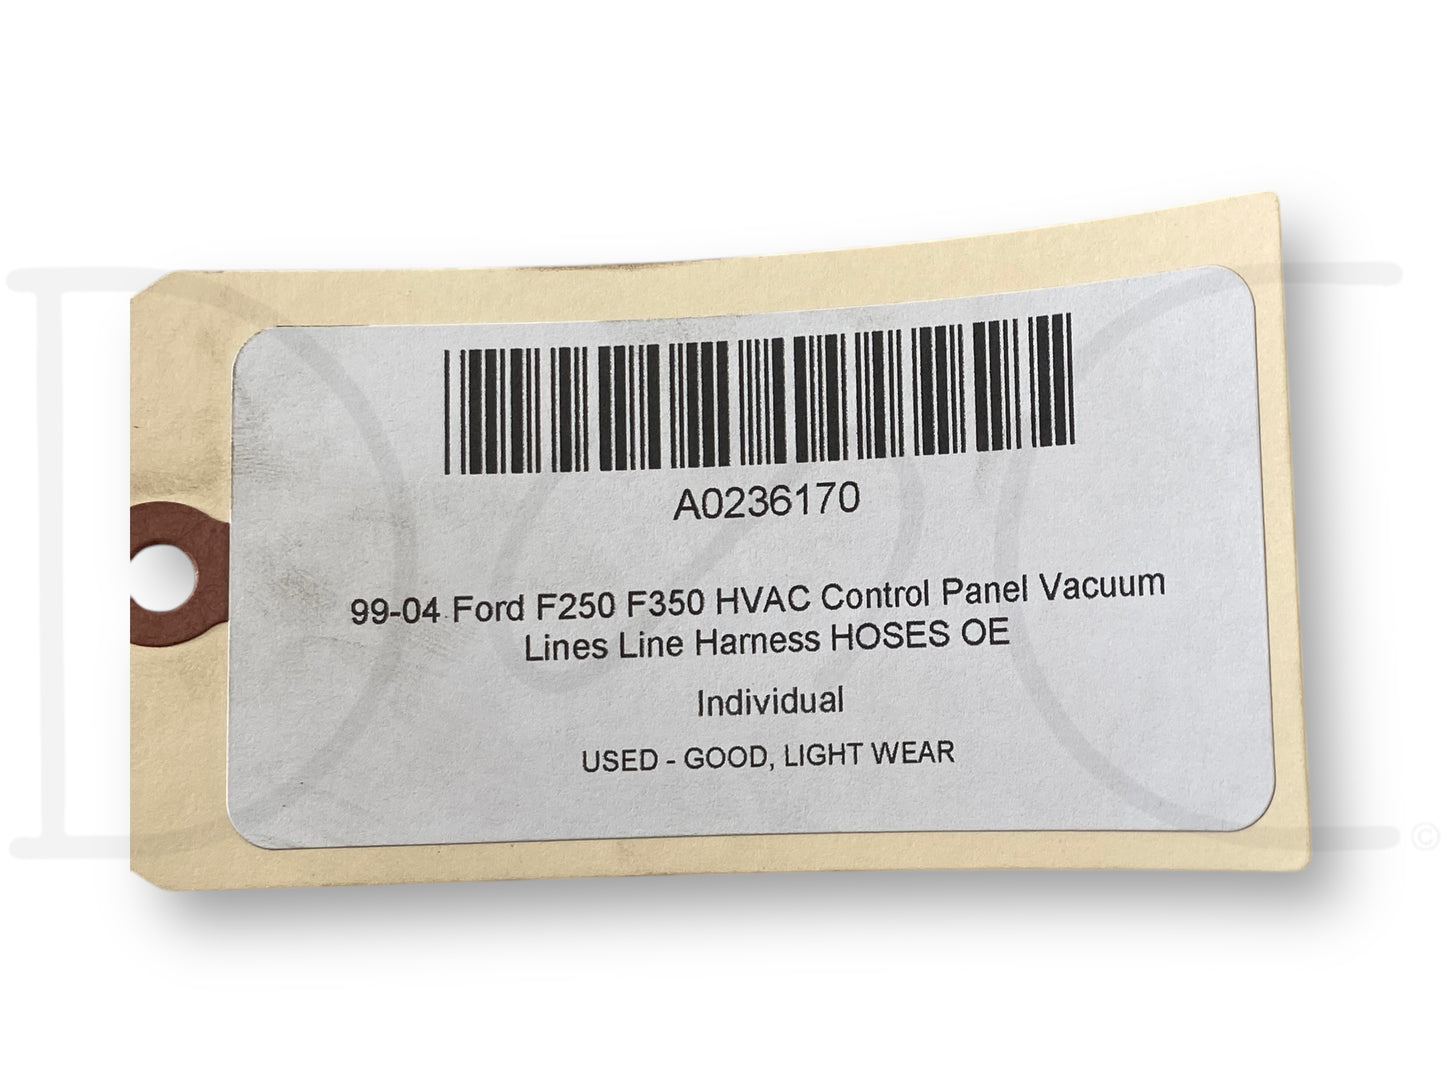 A0236170
99-04 Ford F250 F350 HVAC Control Panel Vacuum
Lines Line Harness HOSES OE
Individual
USED - GOOD, LIGHT WEAR
©